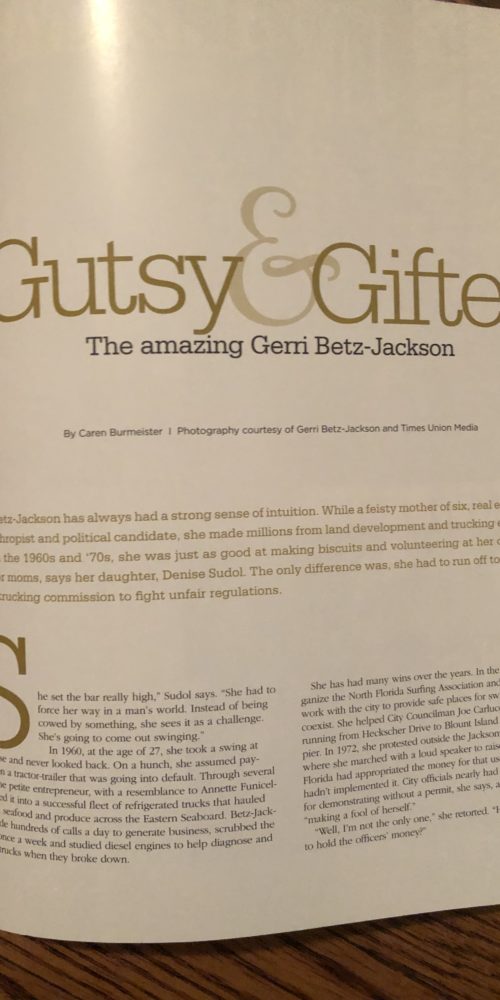 Gutsy & Gifte
The amazing Gerri Betz-Jackson
By Caren Burmeister I Photography courtesy of Gerri Betz-Jackson and Times Union Media
etz-Jackson has always had a strong sense of intuition. While a feisty mother of six, real e
hropist and political candidate, she made millions from land development and trucking
the 1960s and '70s, she was just as good at making biscuits and volunteering at her
r moms, says her daughter, Denise Sudol. The only difference was, she had to run off to
rucking commission to fight unfair regulations.
S
he set the bar really high," Sudol says. "She had to
force her way in a man's world. Instead of being
cowed by something, she sees it as a challenge.
She's going to come out swinging."
In 1960, at the age of 27, she took a swing at
and never looked back. On a hunch, she assumed pay-
n a tractor-trailer that was going into default. Through several
petite entrepreneur, with a resemblance to Annette Funicel-
ed it into a successful fleet of refrigerated trucks that hauled
seafood and produce across the Eastern Seaboard. Betz-Jack-
de hundreds of calls a day to generate business, scrubbed the
once a week and studied diesel engines to help diagnose and
rucks when they broke down.
She has had many wins over the years. In the
ganize the North Florida Surfing Association and
work with the city to provide safe places for sw
coexist. She helped City Councilman Joe Carluc
running from Heckscher Drive to Blount Island
pier. In 1972, she protested outside the Jackson
where she marched with a loud speaker to raise
Florida had appropriated the money for that us
hadn't implemented it. City officials nearly had
for demonstrating without a permit, she says, a
"making a fool of herself."
"Well, I'm not the only one," she retorted. "H
to hold the officers' money?"